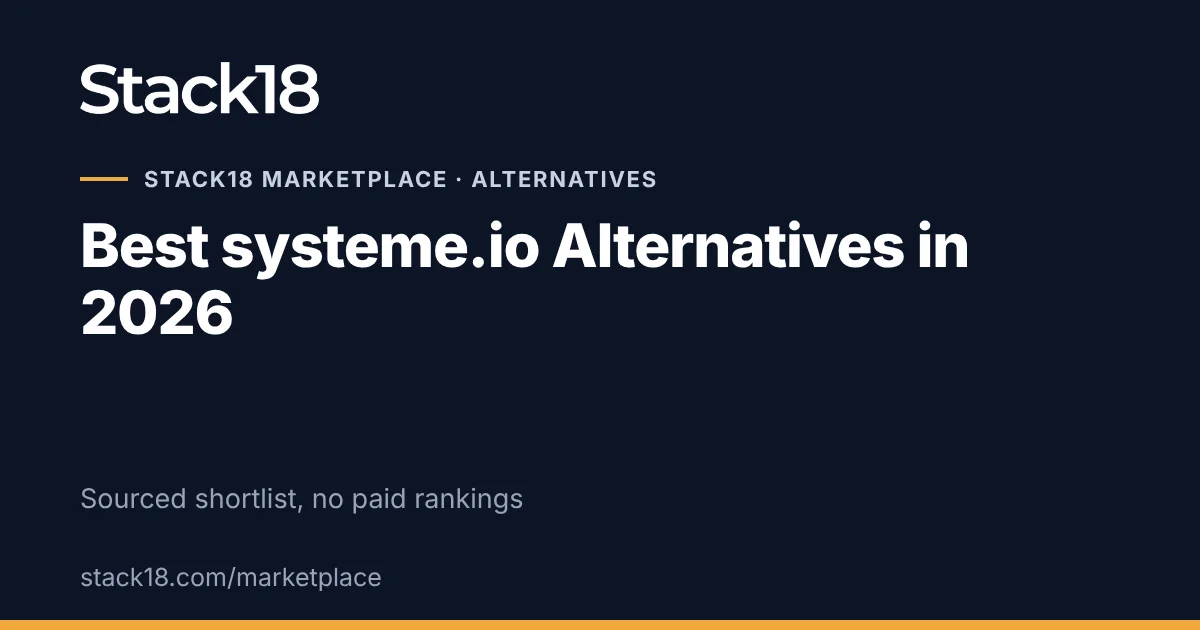 Stack18
STACK18 MARKETPLACE · ALTERNATIVES
Best systeme.io Alternatives in
2026
Sourced shortlist, no paid rankings
stack18.com/marketplace